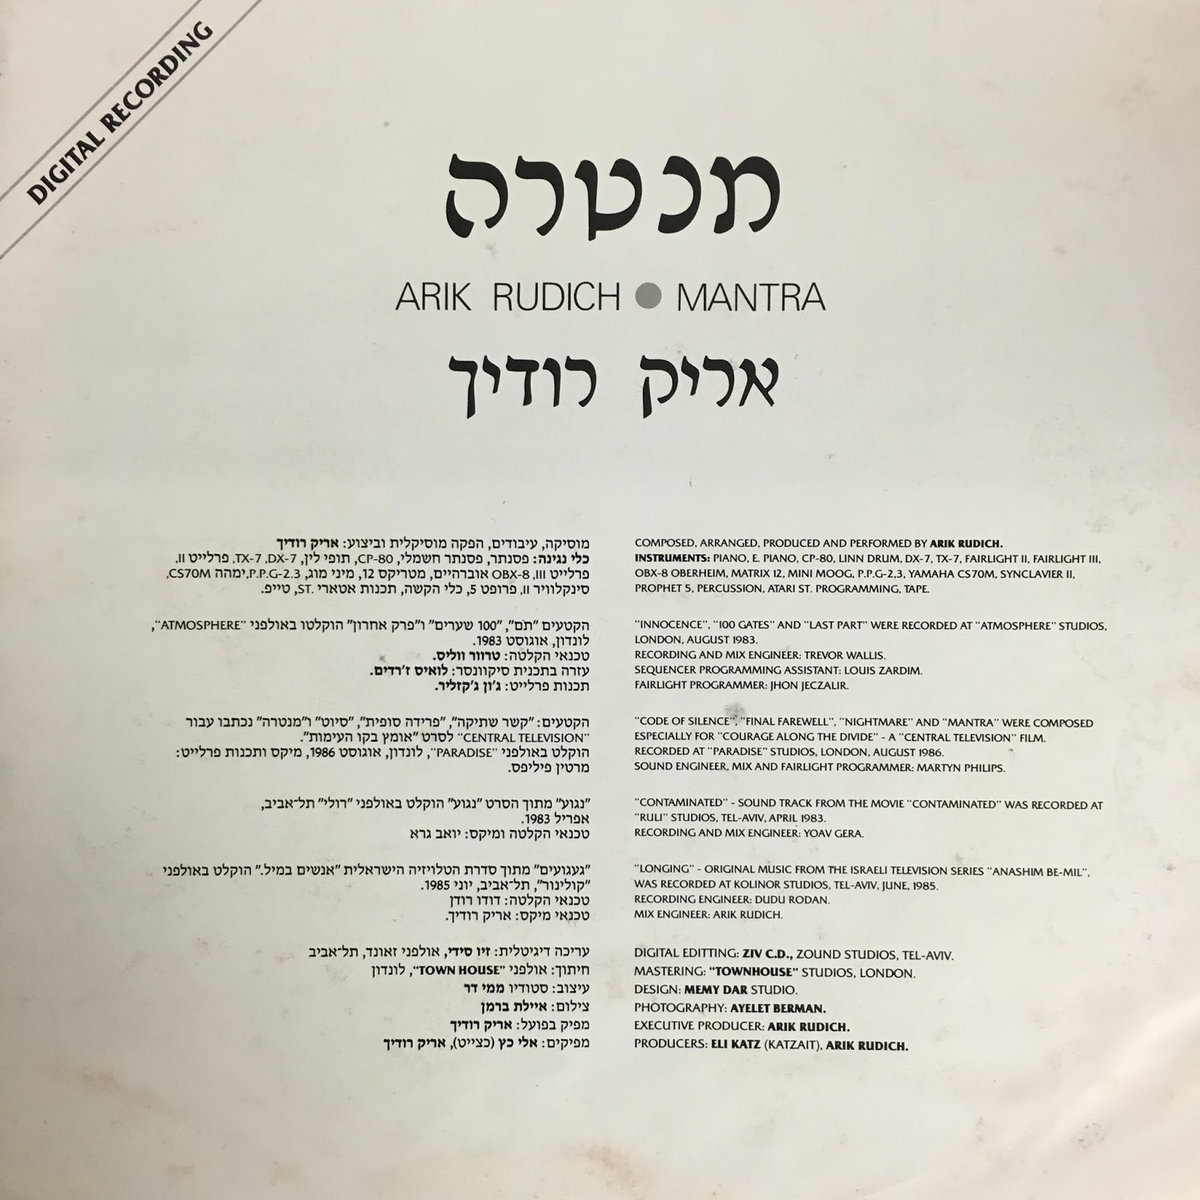 DIGITAL RECORDING
מנטרה
ARIK RUDICH ● MANTRA
אריק רודיך
מוסיקה, עיבודים, הפקה מוסיקלית וביצוע: אריק רודיך
כלי נגינה: פסנתר, פסנתר חשמלי, CP-80, תופי לין, DX-7, TX-7, פרלייט II,
פרלייט III, OBX-8 אוברהיים, מטריקס 12, מיני מוג, P.P.G-2.3, ימהה CS70M,
סינקלוויר II, פרופט 5, כלי הקשה, תכנות אטארי ST, טייפ.
הקטעים "תֹם", "100 שערים" ו"פרק אחרון" הוקלטו באולפני "ATMOSPHERE",
לונדון, אוגוסט 1983.
טכנאי הקלטה: טרוור ווליס.
עזרה בתכנית סיקוונסר: לואיס ז'רדים.
תכנות פרלייט: ג'ון ג'קזליר.
הקטעים: "קשר שתיקה", "פרידה סופית", "סיוט" ו"מנטרה" נכתבו עבור
"CENTRAL TELEVISION" לסרט "אומץ בקו העימות".
הוקלט באולפני "PARADISE", לונדון, אוגוסט 1986, מיקס ותכנות פרלייט:
מרטין פיליפס.
"נגוע" מתוך הסרט "נגוע" הוקלט באולפני "רולי" תל־אביב,
אפריל 1983.
טכנאי הקלטה ומיקס: יואב גרא
"געגועים" מתוך סדרת הטלויזיה הישראלית "אנשים במיל." הוקלט באולפני
"קולינור", תל־אביב, יוני 1985.
טכנאי הקלטה: דודו רודן
טכנאי מיקס: אריק רודיך.
עריכה דיגיטלית: זיו סידי, אולפני זאונד, תל־אביב
חיתוך: אולפני "TOWN HOUSE", לונדון
עיצוב: סטודיו ממי דר
צילום: איילת ברמן
מפיק בפועל: אריק רודיך
מפיקים: אלי כץ (כצייט), אריק רודיך
COMPOSED, ARRANGED, PRODUCED AND PERFORMED BY ARIK RUDICH.
INSTRUMENTS: PIANO, E. PIANO, CP-80, LINN DRUM, DX-7, TX-7, FAIRLIGHT II, FAIRLIGHT III,
OBX-8 OBERHEIM, MATRIX 12, MINI MOOG, P.P.G-2,3, YAMAHA CS70M, SYNCLAVIER II,
PROPHET 5, PERCUSSION, ATARI ST. PROGRAMMING, TAPE.
"INNOCENCE", "100 GATES" AND "LAST PART" WERE RECORDED AT "ATMOSPHERE" STUDIOS,
LONDON, AUGUST 1983.
RECORDING AND MIX ENGINEER: TREVOR WALLIS.
SEQUENCER PROGRAMMING ASSISTANT: LOUIS ZARDIM.
FAIRLIGHT PROGRAMMER: JHON JECZALIR.
"CODE OF SILENCE", "FINAL FAREWELL", "NIGHTMARE" AND "MANTRA" WERE COMPOSED
ESPECIALLY FOR "COURAGE ALONG THE DIVIDE" - A "CENTRAL TELEVISION" FILM.
RECORDED AT "PARADISE" STUDIOS, LONDON, AUGUST 1986.
SOUND ENGINEER, MIX AND FAIRLIGHT PROGRAMMER: MARTYN PHILIPS.
"CONTAMINATED" - SOUND TRACK FROM THE MOVIE "CONTAMINATED" WAS RECORDED AT
"RULI" STUDIOS, TEL-AVIV, APRIL 1983.
RECORDING AND MIX ENGINEER: YOAV GERA.
"LONGING" - ORIGINAL MUSIC FROM THE ISRAELI TELEVISION SERIES "ANASHIM BE-MIL",
WAS RECORDED AT KOLINOR STUDIOS, TEL-AVIV, JUNE, 1985.
RECORDING ENGINEER: DUDU RODAN.
MIX ENGINEER: ARIK RUDICH.
DIGITAL EDITTING: ZIV C.D., ZOUND STUDIOS, TEL-AVIV.
MASTERING: "TOWNHOUSE" STUDIOS, LONDON.
DESIGN: MEMY DAR STUDIO.
PHOTOGRAPHY: AYELET BERMAN.
EXECUTIVE PRODUCER: ARIK RUDICH.
PRODUCERS: ELI KATZ (KATZAIT), ARIK RUDICH.